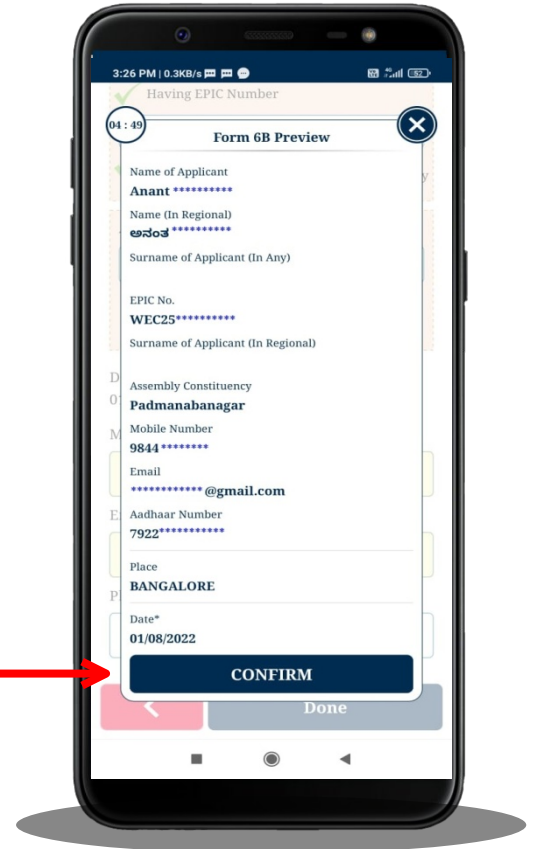 3:26 PM | 0.3KB/s
Having EPIC Number
04 : 49
Form 6B Preview
Name of Applicant
Anant **********
Name (In Regional)
ಅನಂತ **********
Surname of Applicant (In Any)
EPIC No.
WEC25**********
Surname of Applicant (In Regional)
Assembly Constituency
Padmanabanagar
Mobile Number
9844 ********
Email
************ @gmail.com
Aadhaar Number
7922***********
Place
BANGALORE
Date*
01/08/2022
CONFIRM
Done